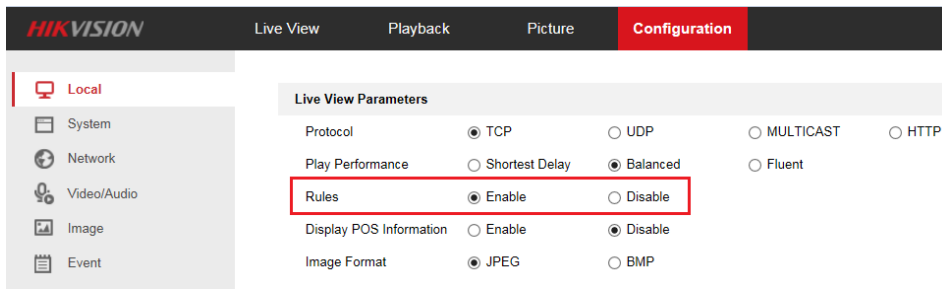 HIKVISION Live View Playback Picture Configuration
Local
System
Network
Video/Audio
Image
Event
Live View Parameters
Protocol TCP UDP MULTICAST HTTP
Play Performance Shortest Delay Balanced Fluent
Rules Enable Disable
Display POS Information Enable Disable
Image Format JPEG BMP